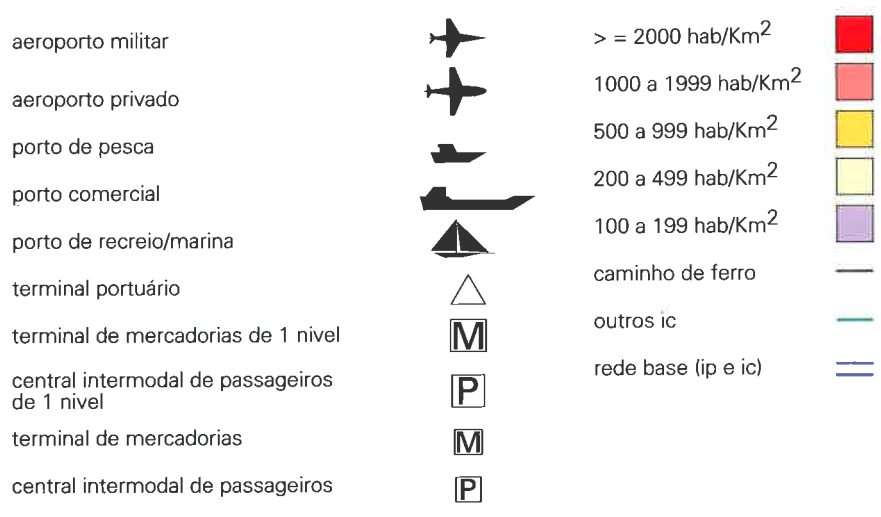 aeroporto militar
aeroporto privado
porto de pesca
porto comercial
porto de recreio/marina
terminal portuário
terminal de mercadorias de 1 nivel
M
central intermodal de passageiros
de 1 nivel
P
terminal de mercadorias
M
central intermodal de passageiros
P
> = 2000 hab/Km2
1000 a 1999 hab/Km2
500 a 999 hab/Km2
200 a 499 hab/Km2
100 a 199 hab/Km2
caminho de ferro
outros ic
rede base (ip e ic)